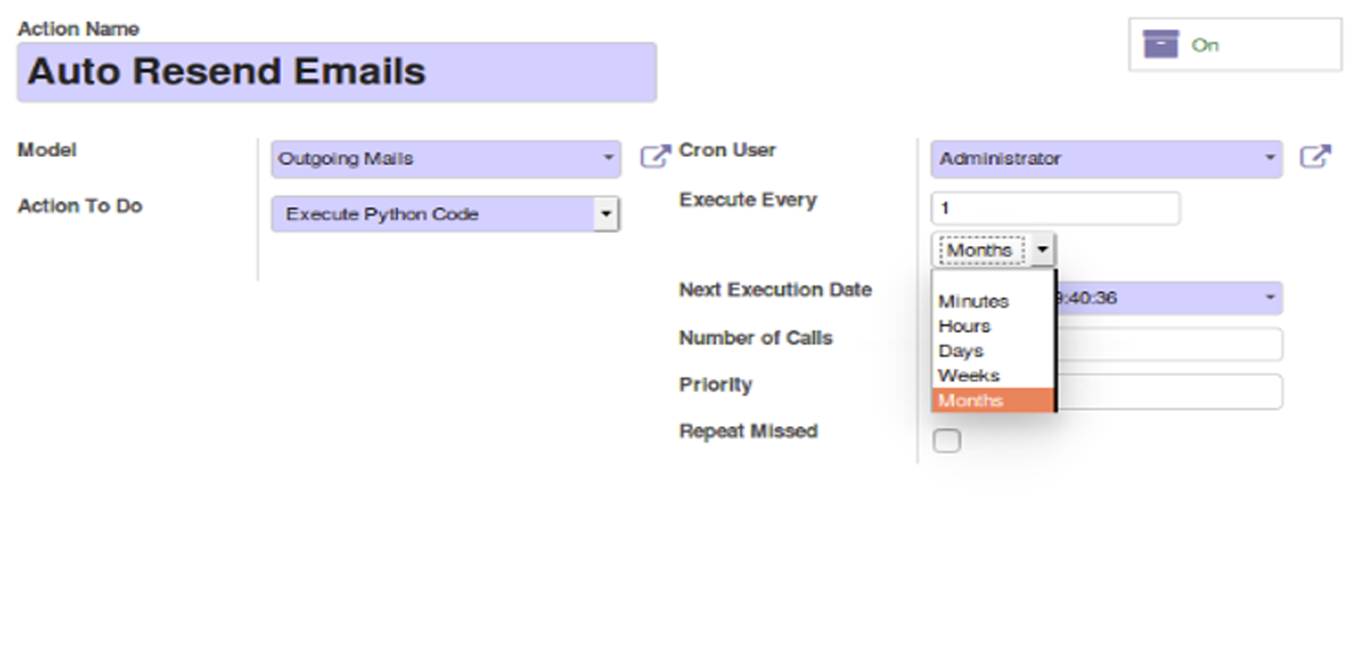 Action Name
Auto Resend Emails
On
Model
Outgoing Mails
Action To Do
Execute Python Code
Cron User
Administrator
Execute Every
1
Months
Minutes
Hours
Days
Weeks
Months
Next Execution Date
9:40:36
Number of Calls
Priority
Repeat Missed